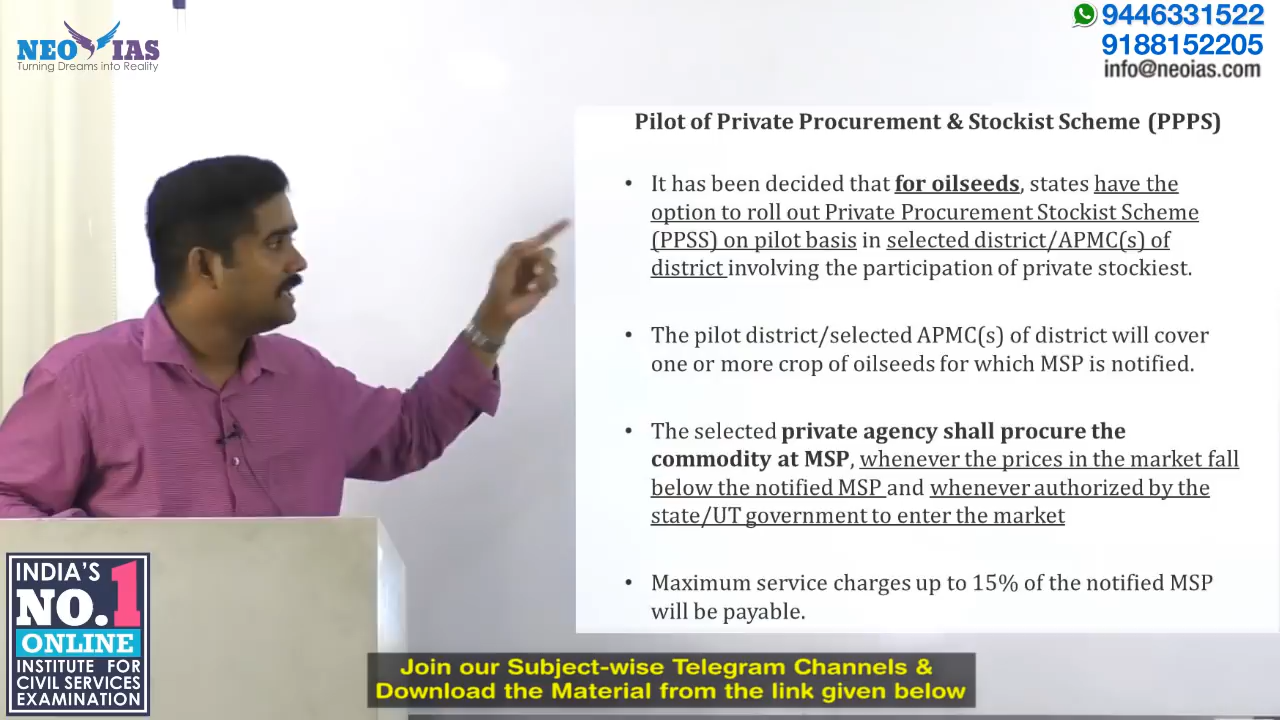 NEO IAS
Turning Dreams into Reality
9446331522
9188152205
info@neoias.com
Pilot of Private Procurement & Stockist Scheme (PPPS)
• It has been decided that for oilseeds, states have the
option to roll out Private Procurement Stockist Scheme
(PPSS) on pilot basis in selected district/APMC(s) of
district involving the participation of private stockiest.
• The pilot district/selected APMC(s) of district will cover
one or more crop of oilseeds for which MSP is notified.
• The selected private agency shall procure the
commodity at MSP, whenever the prices in the market fall
below the notified MSP and whenever authorized by the
state/UT government to enter the market
• Maximum service charges up to 15% of the notified MSP
will be payable.
INDIA'S
NO.1
ONLINE
INSTITUTE FOR
CIVIL SERVICES
EXAMINATION
Join our Subject-wise Telegram Channels &
Download the Material from the link given below